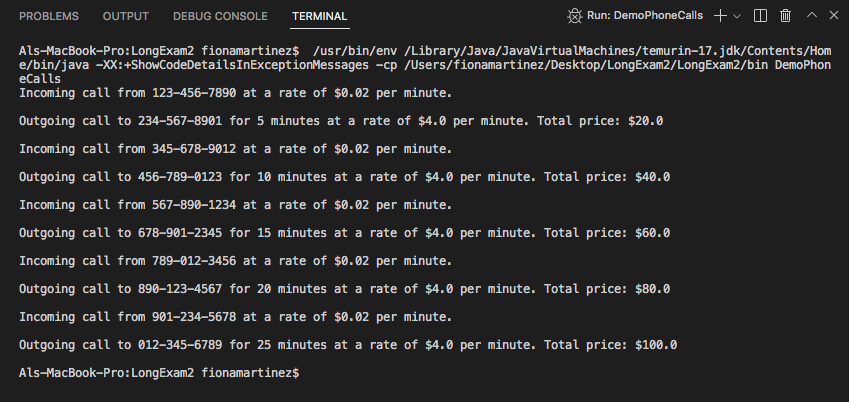 PROBLEMS OUTPUT DEBUG CONSOLE TERMINAL Run: DemoPhoneCalls
Als-MacBook-Pro:LongExam2 fionamartinez$  /usr/bin/env /Library/Java/JavaVirtualMachines/temurin-17.jdk/Contents/Hom
e/bin/java -XX:+ShowCodeDetailsInExceptionMessages -cp /Users/fionamartinez/Desktop/LongExam2/LongExam2/bin DemoPhon
eCalls
Incoming call from 123-456-7890 at a rate of $0.02 per minute.
Outgoing call to 234-567-8901 for 5 minutes at a rate of $4.0 per minute. Total price: $20.0
Incoming call from 345-678-9012 at a rate of $0.02 per minute.
Outgoing call to 456-789-0123 for 10 minutes at a rate of $4.0 per minute. Total price: $40.0
Incoming call from 567-890-1234 at a rate of $0.02 per minute.
Outgoing call to 678-901-2345 for 15 minutes at a rate of $4.0 per minute. Total price: $60.0
Incoming call from 789-012-3456 at a rate of $0.02 per minute.
Outgoing call to 890-123-4567 for 20 minutes at a rate of $4.0 per minute. Total price: $80.0
Incoming call from 901-234-5678 at a rate of $0.02 per minute.
Outgoing call to 012-345-6789 for 25 minutes at a rate of $4.0 per minute. Total price: $100.0
Als-MacBook-Pro:LongExam2 fionamartinez$